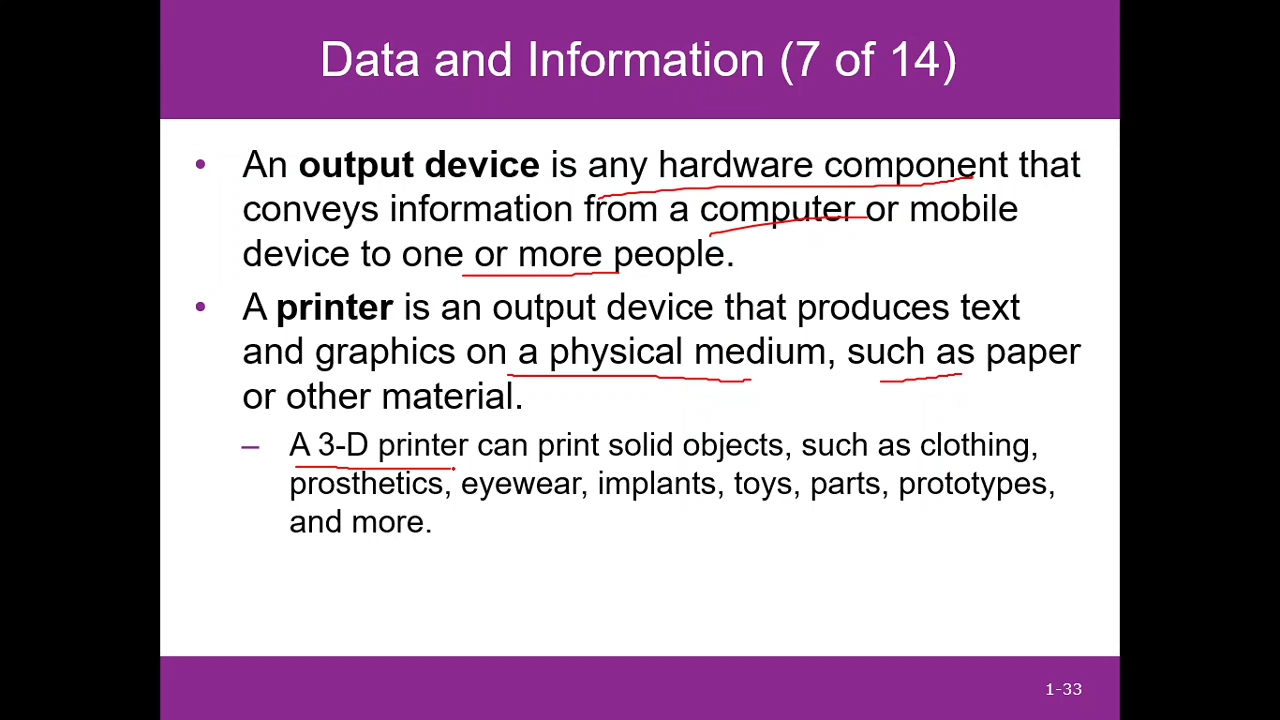 Data and Information (7 of 14)
• An output device is any hardware component that
conveys information from a computer or mobile
device to one or more people.
• A printer is an output device that produces text
and graphics on a physical medium, such as paper
or other material.
– A 3-D printer can print solid objects, such as clothing,
prosthetics, eyewear, implants, toys, parts, prototypes,
and more.
1-33